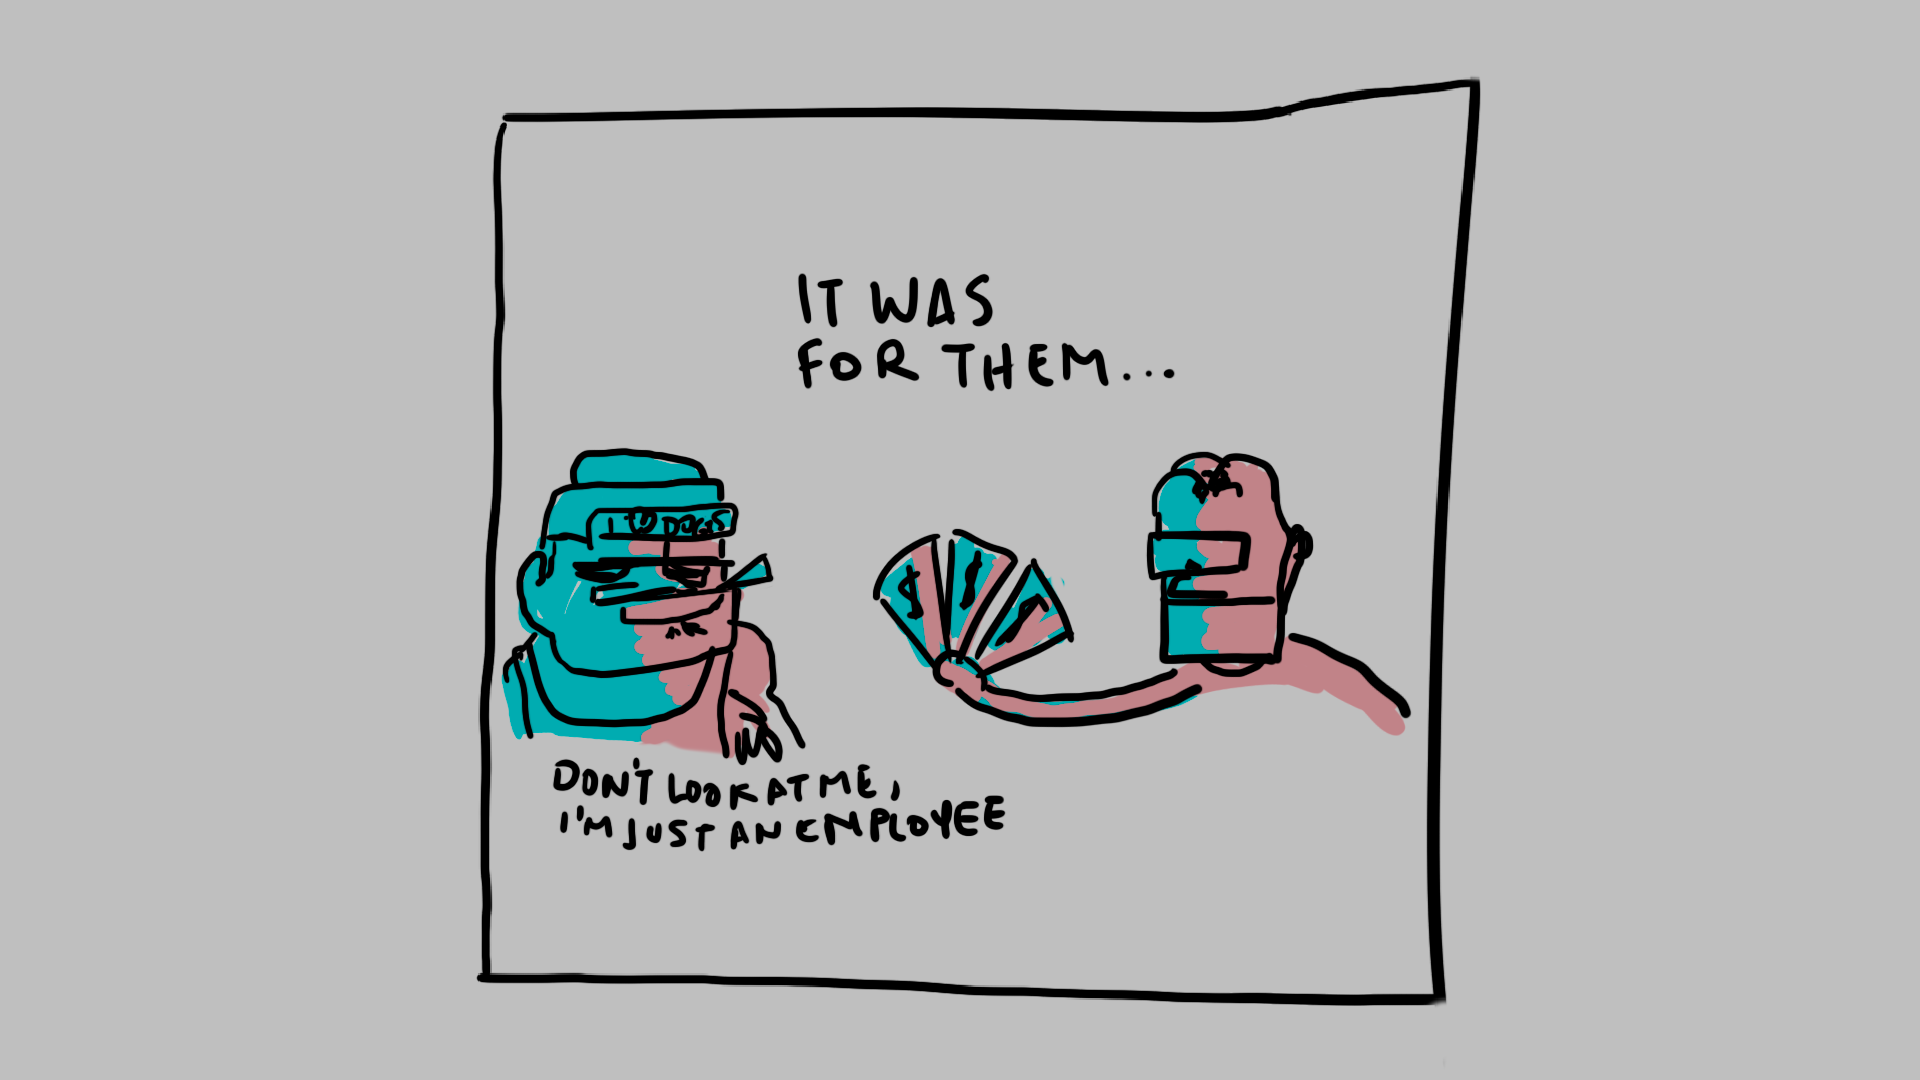 IT WAS
FOR THEM...
I DOGS
$ $
DON'T LOOK AT ME,
I'M JUST AN EMPLOYEE